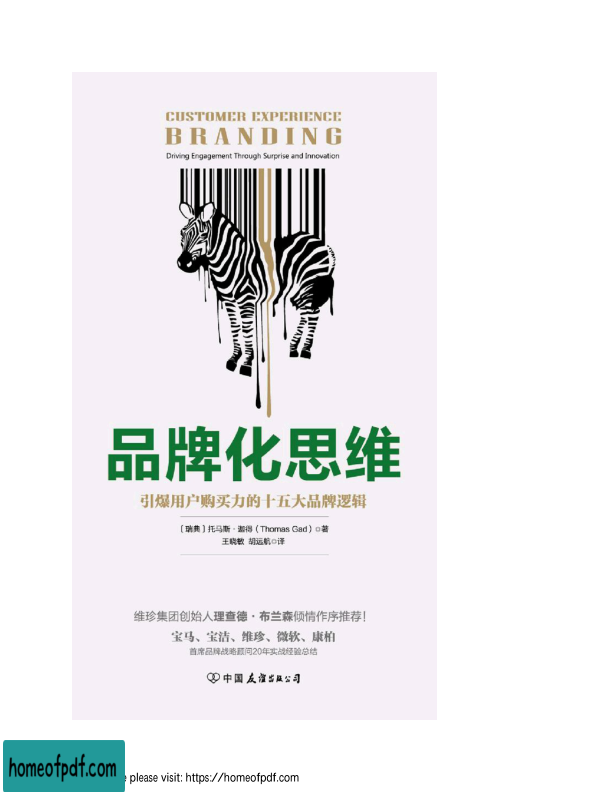 CUSTOMER EXPERIENCE
BRANDING
Driving Engagement Through Surprise and Innovation
品牌化思维
引爆用户购买力的十五大品牌逻辑
［瑞典］托马斯·迦得（Thomas Gad）◎著
王晓敏 胡远航◎译
维珍集团创始人理查德·布兰森倾情作序推荐！
宝马、宝洁、维珍、微软、康柏
首席品牌战略顾问20年实战经验总结
中国友谊出版公司
homeofpdf.com
please visit: https://homeofpdf.com